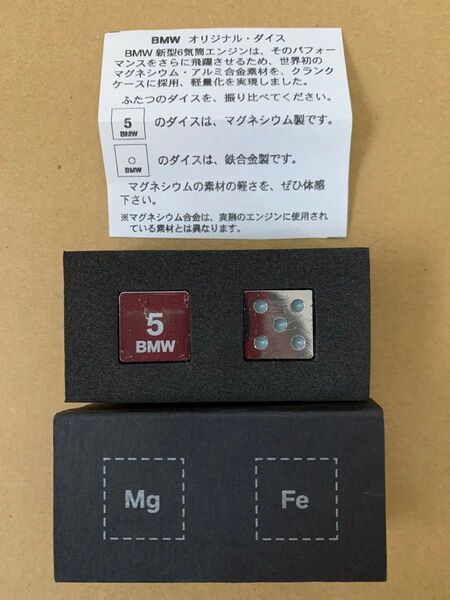 BMW オリジナル・ダイス
BMW 新型6気筒エンジンは、そのパフォー
マンスをさらに飛躍させるため、世界初の
マグネシウム・アルミ合金素材を、クランク
ケースに採用、軽量化を実現しました。
ふたつのダイスを、振り比べてください。
5
BMW
のダイスは、マグネシウム製です。
○
BMW
のダイスは、鉄合金製です。
マグネシウムの素材の軽さを、ぜひ体感
下さい。
※マグネシウム合金は、実際のエンジンに使用され
ている素材とは異なります。
5
BMW
Mg
Fe